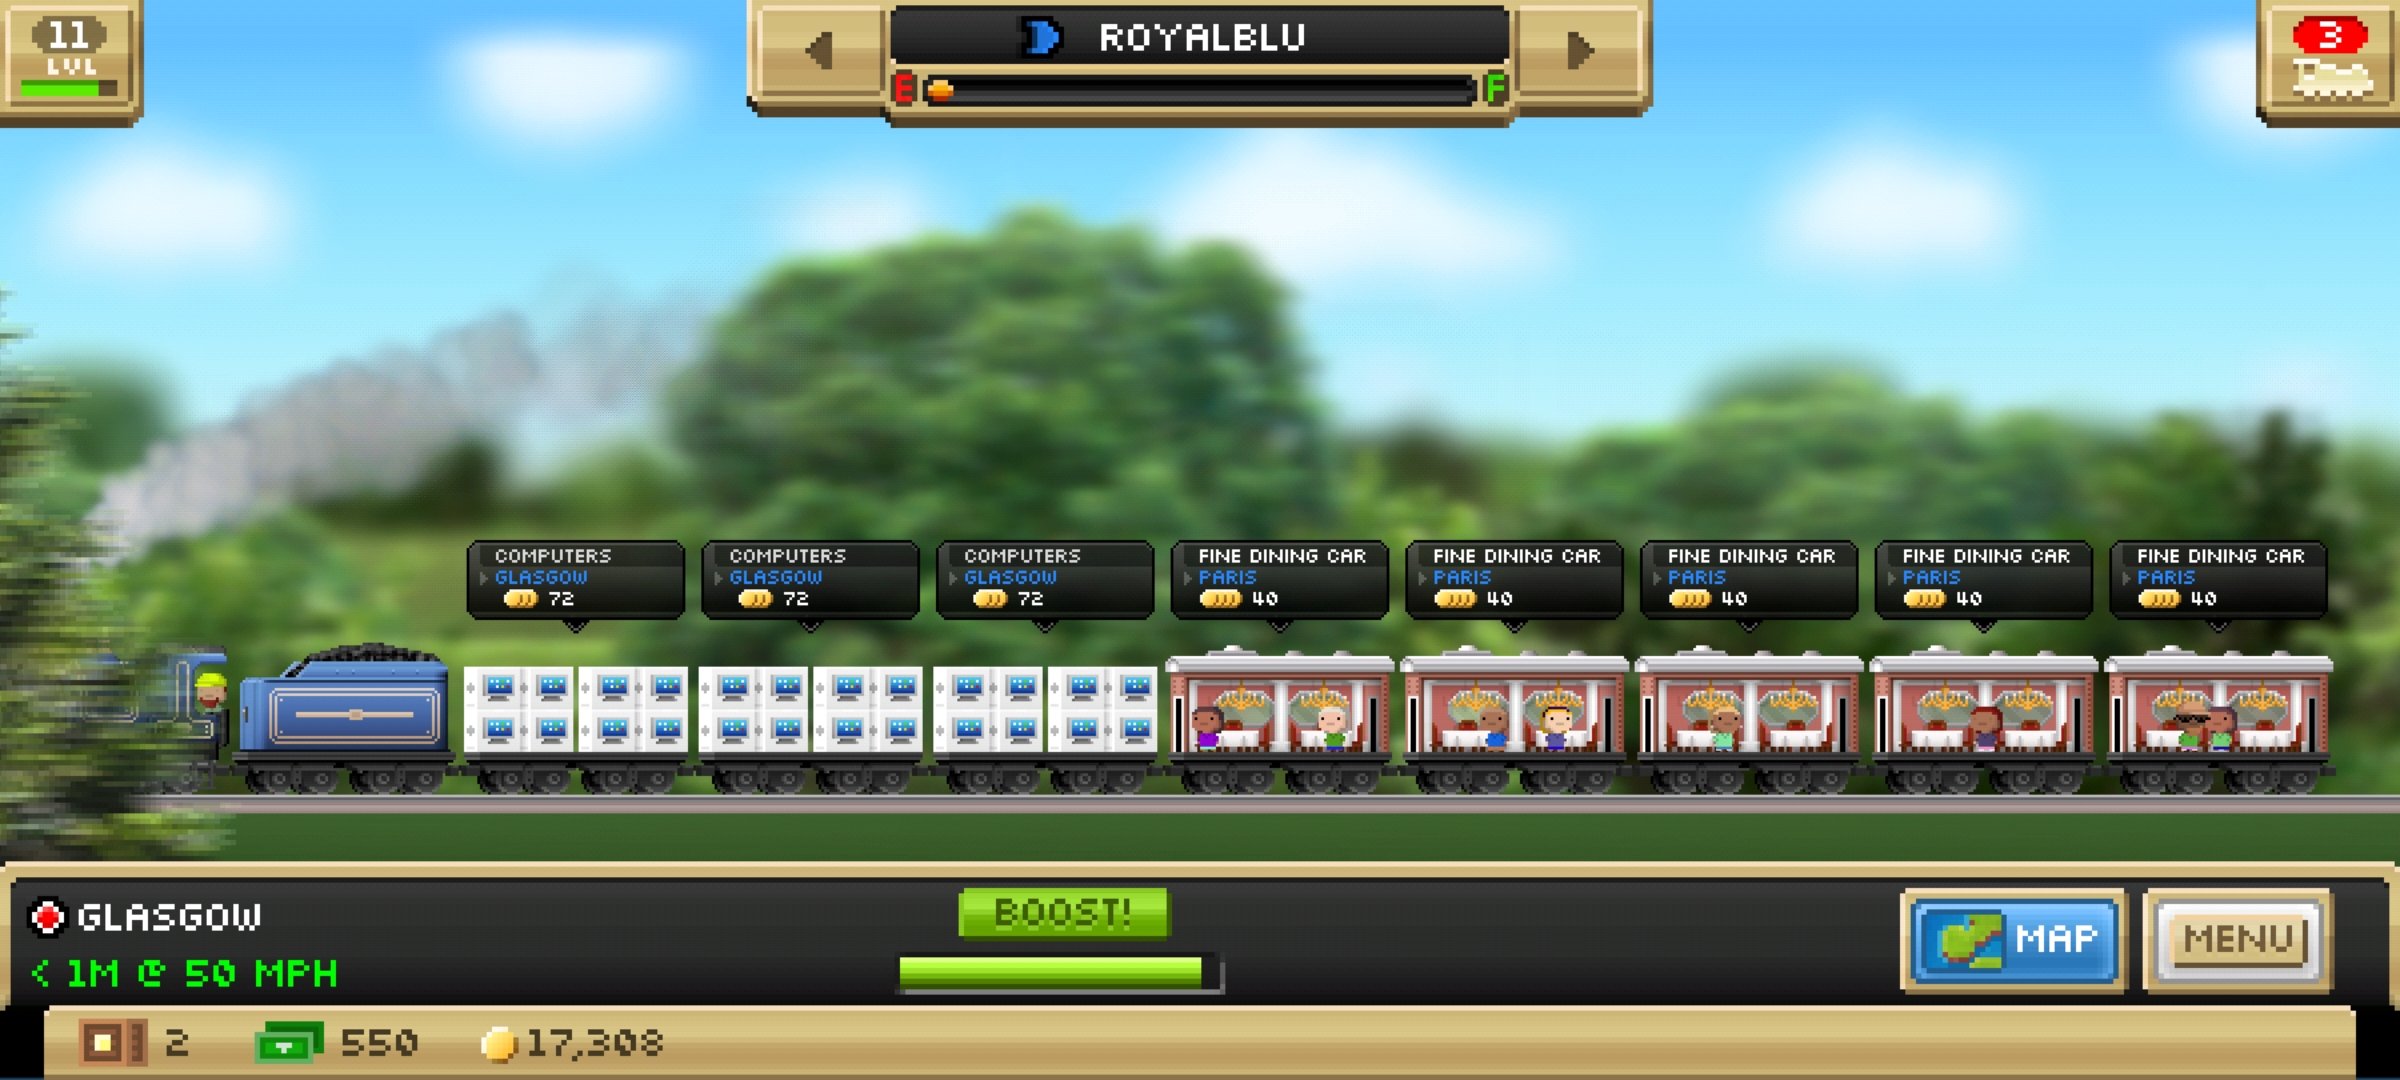 11
LVL
ROYALBLU
E F
3
COMPUTERS
GLASGOW
72
COMPUTERS
GLASGOW
72
COMPUTERS
GLASGOW
72
FINE DINING CAR
PARIS
40
FINE DINING CAR
PARIS
40
FINE DINING CAR
PARIS
40
FINE DINING CAR
PARIS
40
FINE DINING CAR
PARIS
40
GLASGOW
< 1M @ 50 MPH
BOOST!
MAP
MENU
2
550
17,308